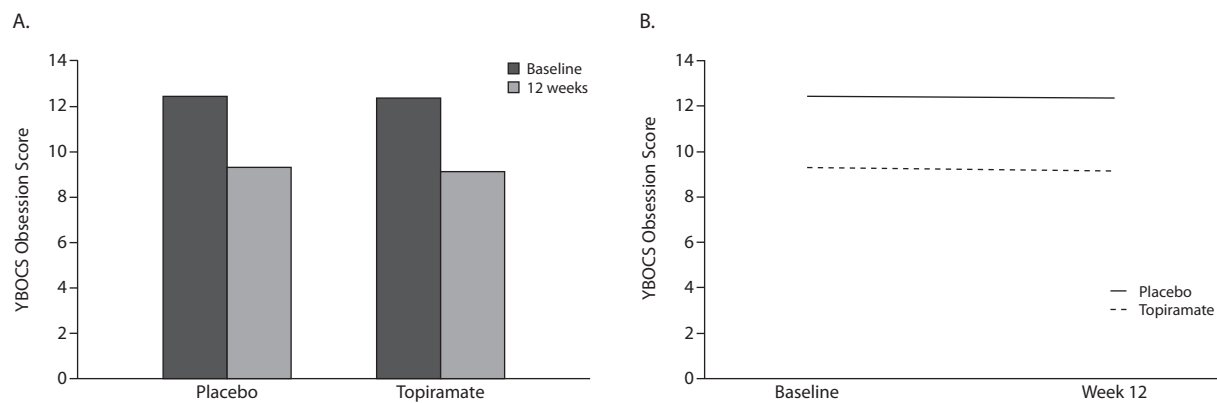 A.
YBOCS Obsession Score
14
12
10
8
6
4
2
0
Baseline
12 weeks
Placebo
Topiramate
B.
YBOCS Obsession Score
14
12
10
8
6
4
2
0
Placebo
Topiramate
Baseline
Week 12